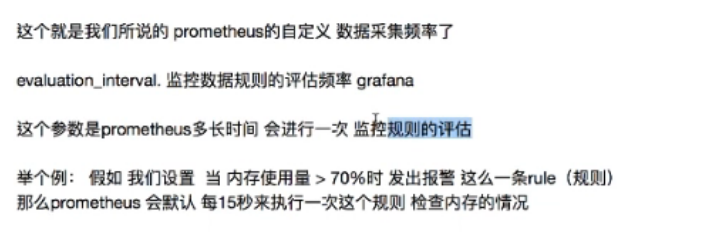 这个就是我们所说的 prometheus的自定义 数据采集频率了
evaluation_interval. 监控数据规则的评估频率 grafana
这个参数是prometheus多长时间 会进行一次 监控规则的评估
举个例： 假如 我们设置 当 内存使用量 > 70%时 发出报警 这么一条rule（规则）
那么prometheus 会默认 每15秒来执行一次这个规则 检查内存的情况